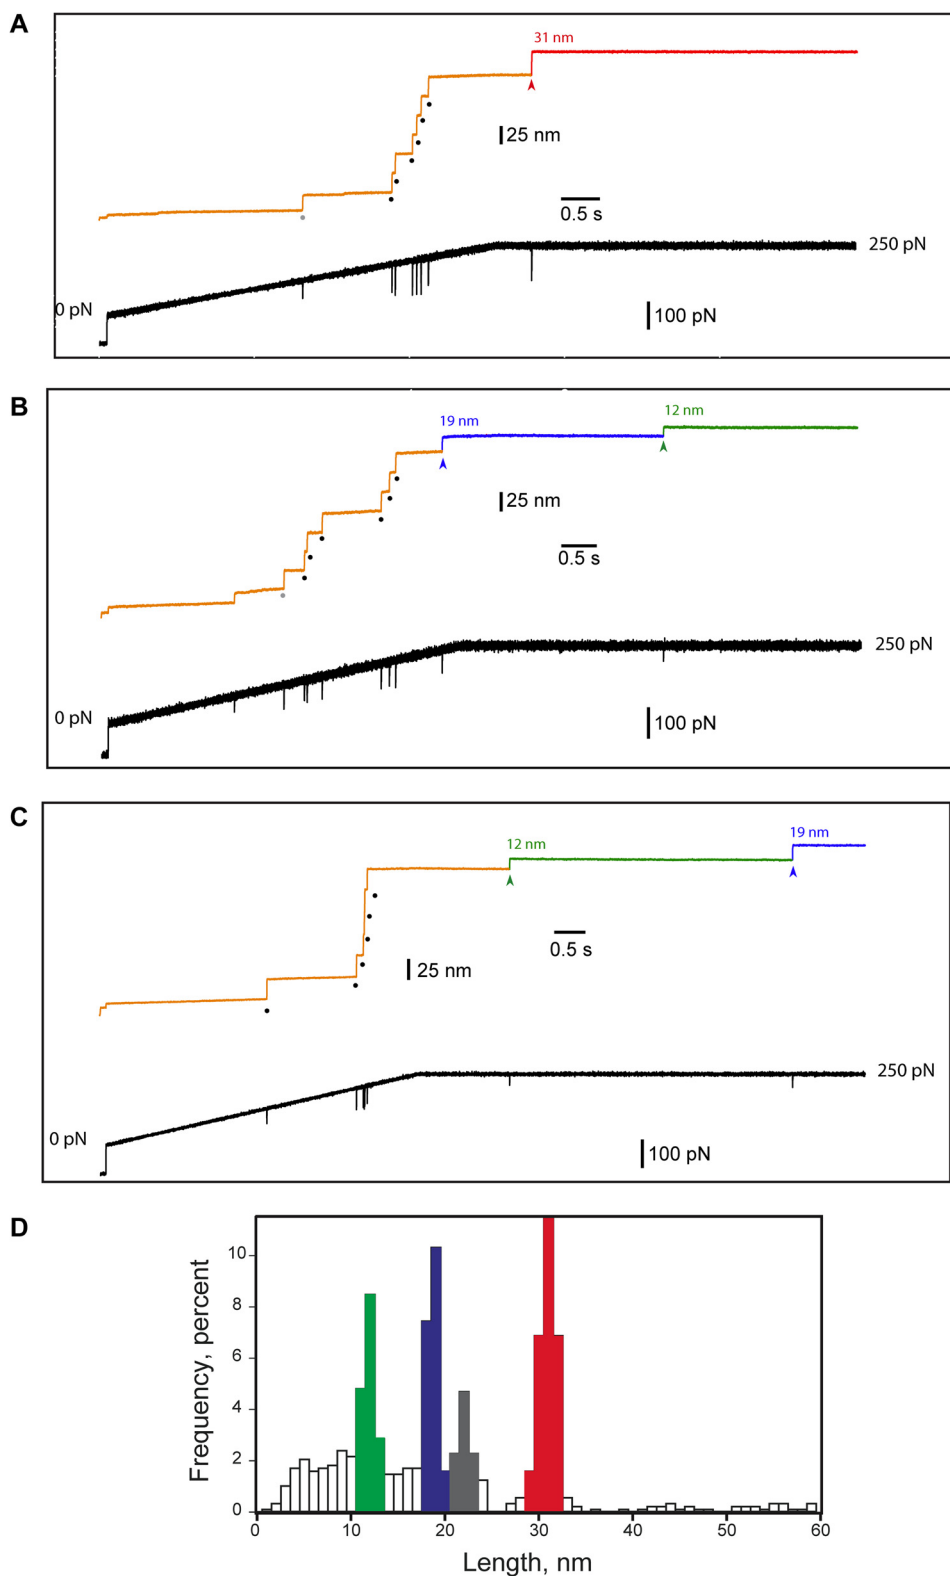 A
31 nm
25 nm
0.5 s
250 pN
0 pN
100 pN
B
19 nm
12 nm
25 nm
0.5 s
250 pN
0 pN
100 pN
C
19 nm
12 nm
0.5 s
25 nm
250 pN
0 pN
100 pN
D
Frequency, percent
10
8
6
4
2
0
0 10 20 30 40 50 60
Length, nm